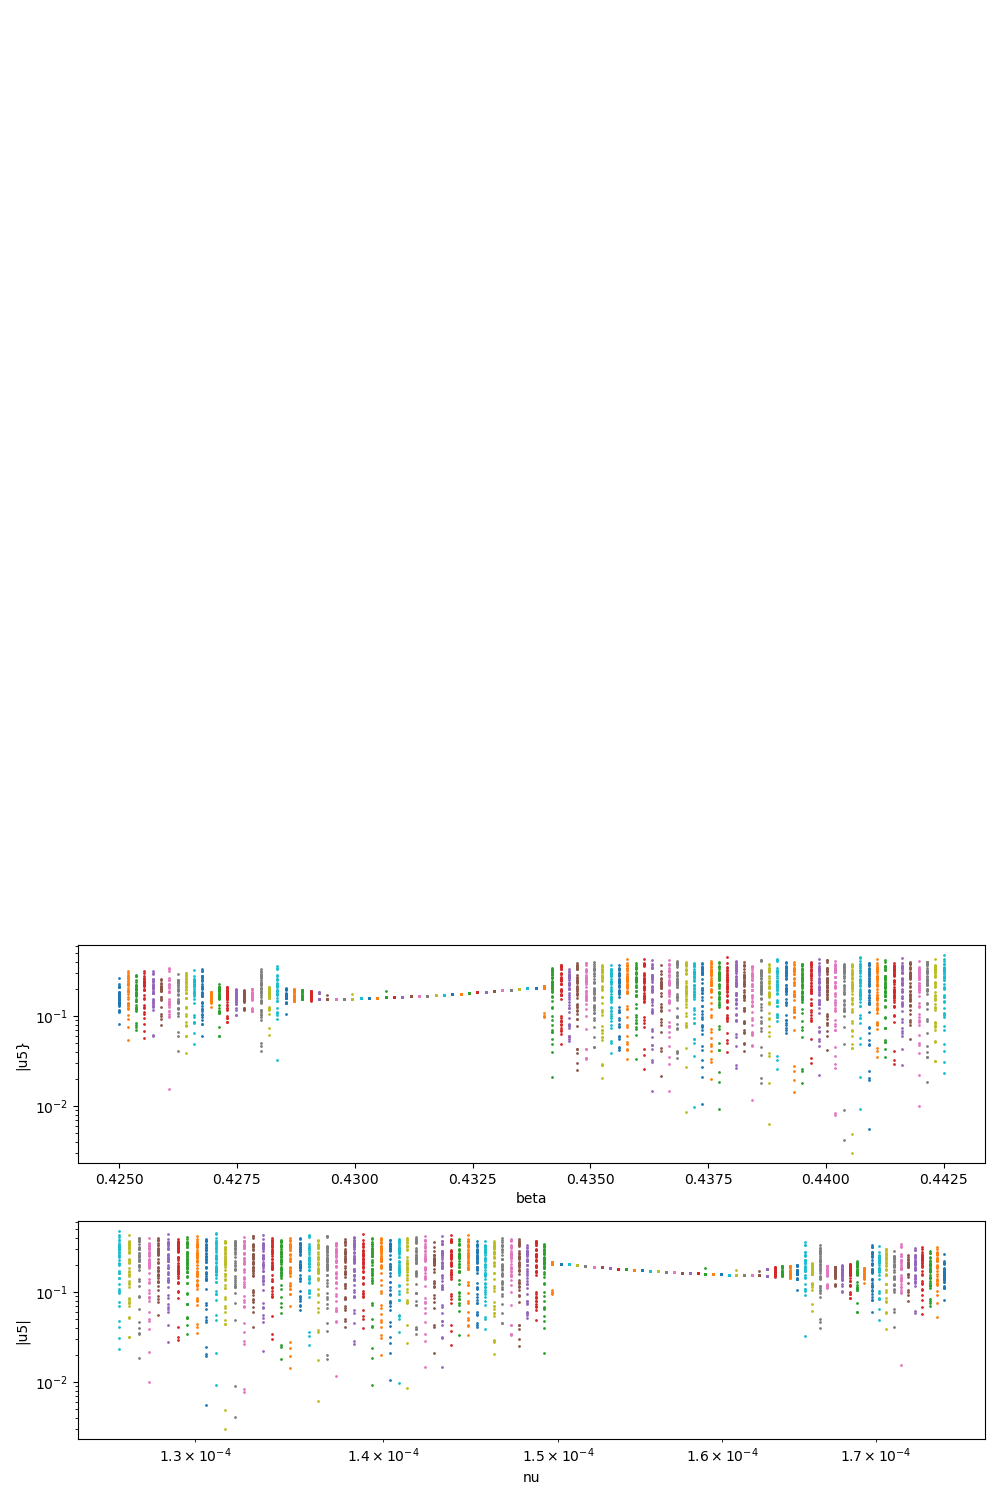 |u5}
10⁻¹
10⁻²
0.4250 0.4275 0.4300 0.4325 0.4350 0.4375 0.4400 0.4425
beta
|u5|
10⁻¹
10⁻²
1.3 × 10⁻⁴ 1.4 × 10⁻⁴ 1.5 × 10⁻⁴ 1.6 × 10⁻⁴ 1.7 × 10⁻⁴
nu